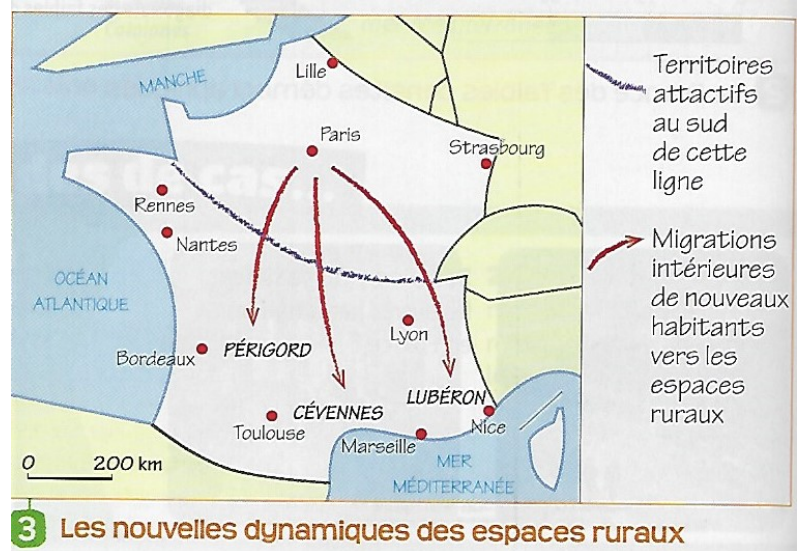 MANCHE
Lille
Paris
Strasbourg
Rennes
Nantes
OCÉAN
ATLANTIQUE
Lyon
Bordeaux
PÉRIGORD
LUBÉRON
CÉVENNES
Toulouse
Nice
Marseille
MER
MÉDITERRANÉE
0 200 km
Territoires
attactifs
au sud
de cette
ligne
Migrations
intérieures
de nouveaux
habitants
vers les
espaces
ruraux
3 Les nouvelles dynamiques des espaces ruraux